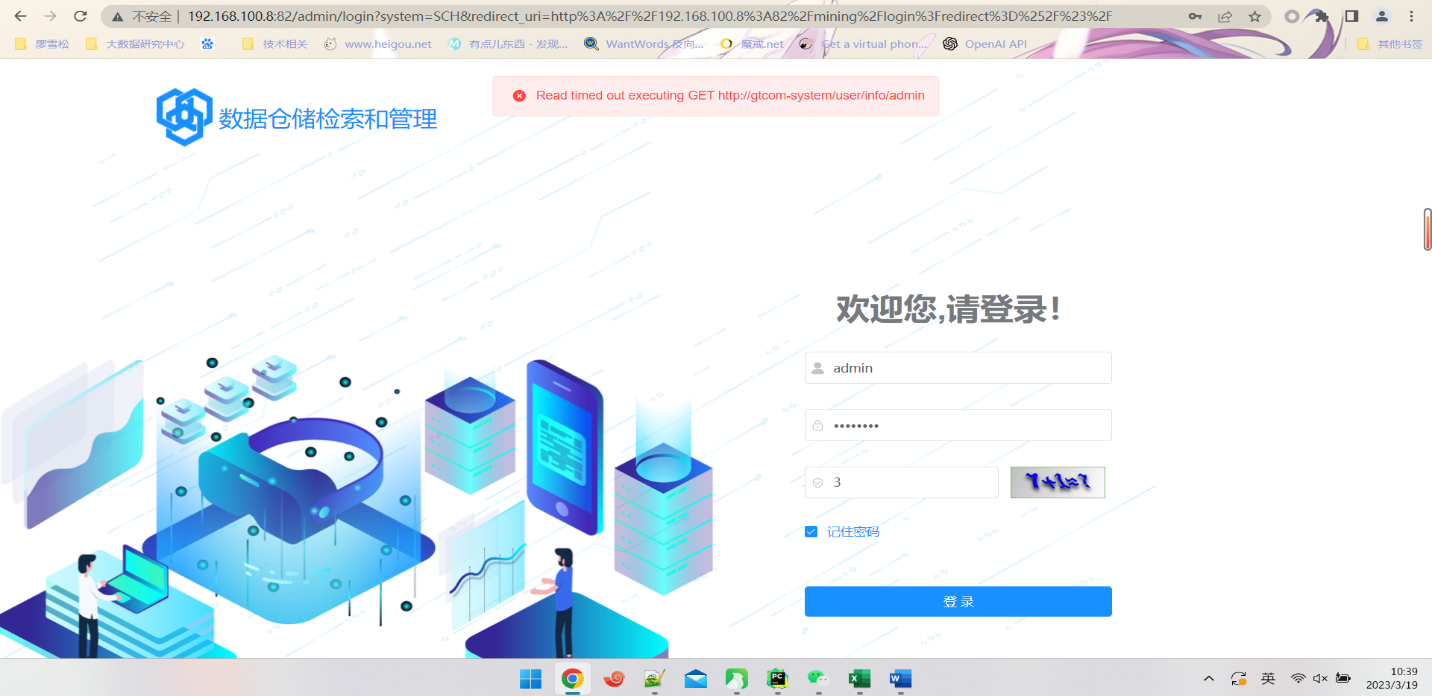 不安全 | 192.168.100.8:82/admin/login?system=SCH&redirect_uri=http%3A%2F%2F192.168.100.8%3A82%2Fmining%2Flogin%3Fredirect%3D%252F%23%2F
廖雪松 大数据研究中心 技术相关 www.heigou.net 有点儿东西 - 发现... WantWords 反向... 魔戒.net Get a virtual phon... OpenAI API 其他书签
Read timed out executing GET http://gtcom-system/user/info/admin
数据仓储检索和管理
欢迎您,请登录!
admin
••••••••
3
记住密码
登 录
英
10:39
2023/3/19